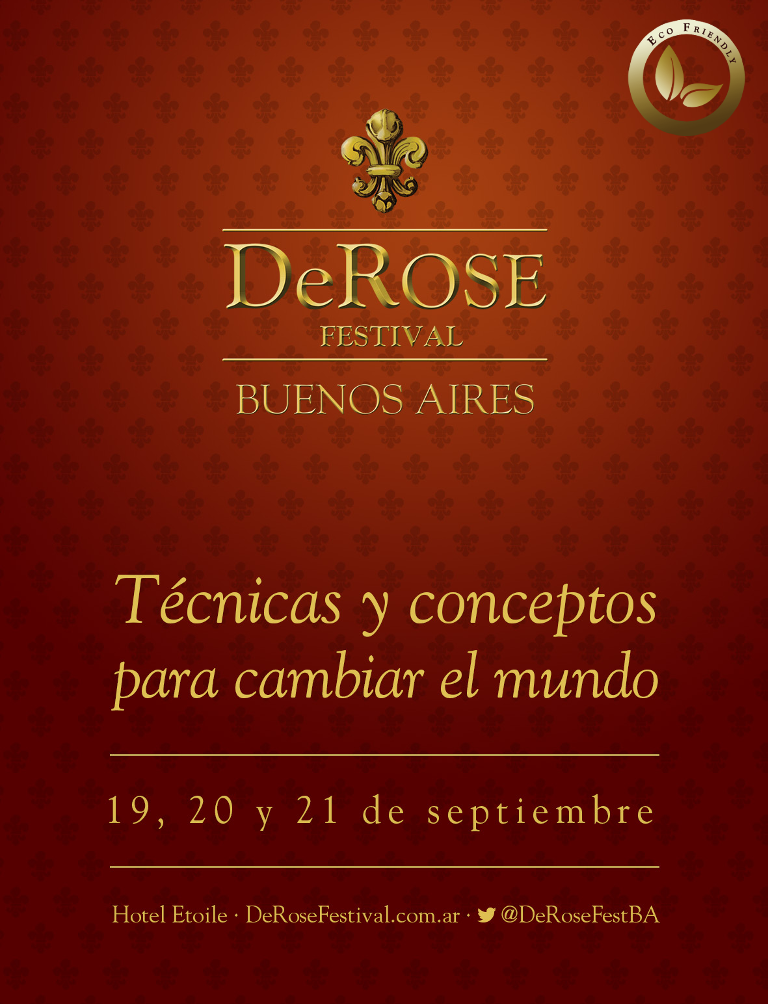 Eco Friendly
DeROSE
FESTIVAL
BUENOS AIRES
Técnicas y conceptos
para cambiar el mundo
19, 20 y 21 de septiembre
Hotel Etoile · DeRoseFestival.com.ar · @DeRoseFestBA